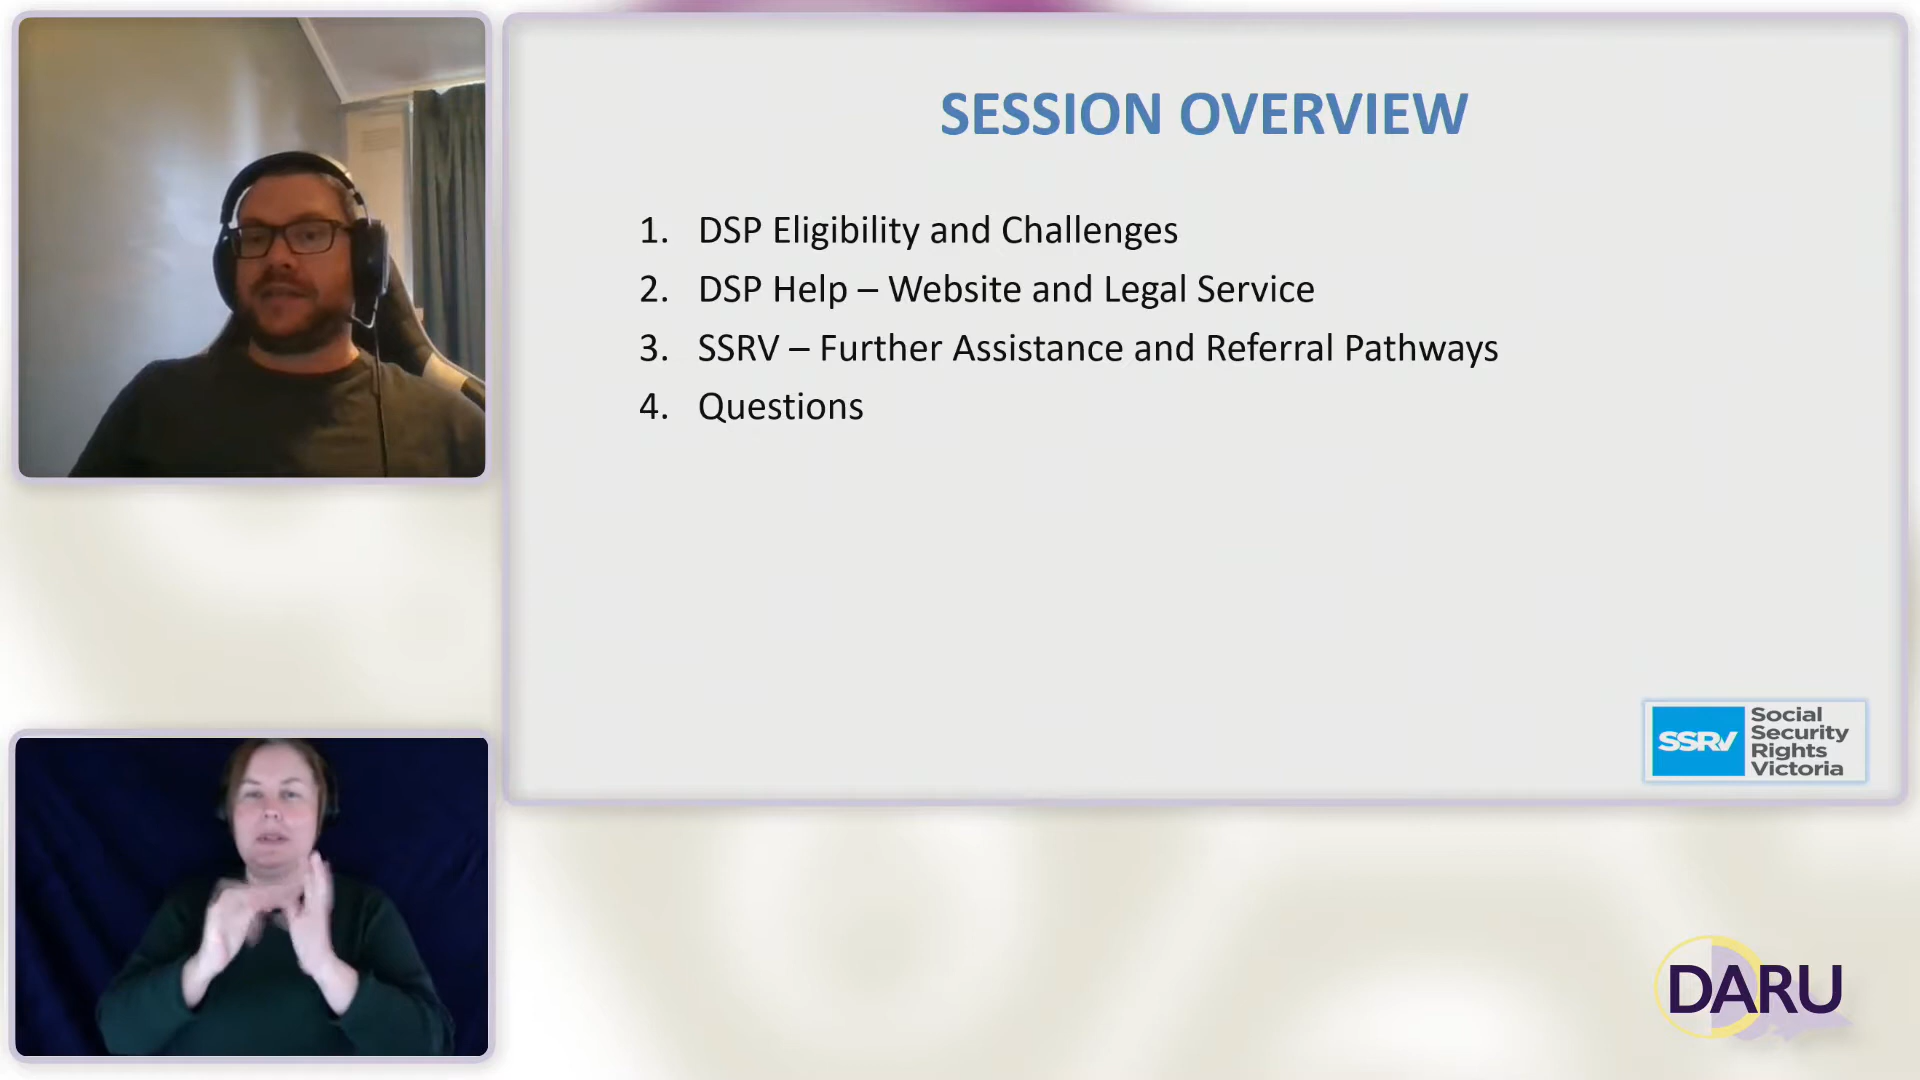 SESSION OVERVIEW
1. DSP Eligibility and Challenges
2. DSP Help – Website and Legal Service
3. SSRV – Further Assistance and Referral Pathways
4. Questions
SSRV
Social
Security
Rights
Victoria
DARU